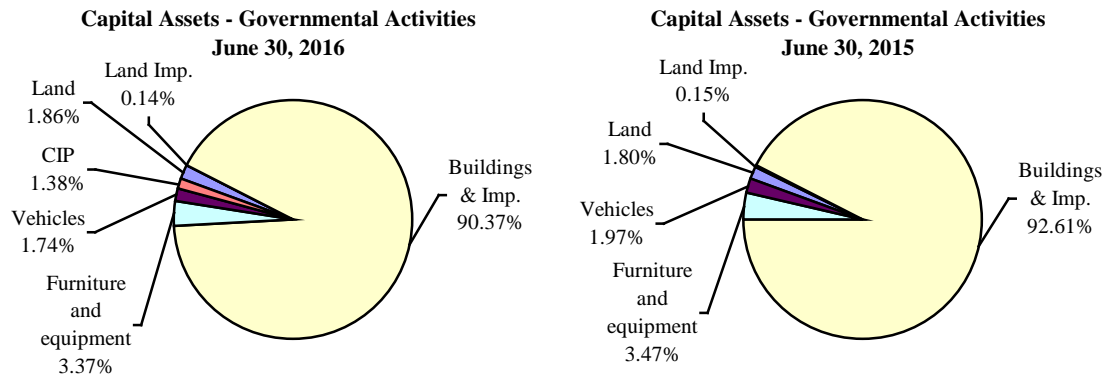 Capital Assets - Governmental Activities
June 30, 2016
Land Imp.
0.14%
Land
1.86%
CIP
1.38%
Vehicles
1.74%
Furniture
and
equipment
3.37%
Buildings
& Imp.
90.37%
Capital Assets - Governmental Activities
June 30, 2015
Land Imp.
0.15%
Land
1.80%
Vehicles
1.97%
Furniture
and
equipment
3.47%
Buildings
& Imp.
92.61%